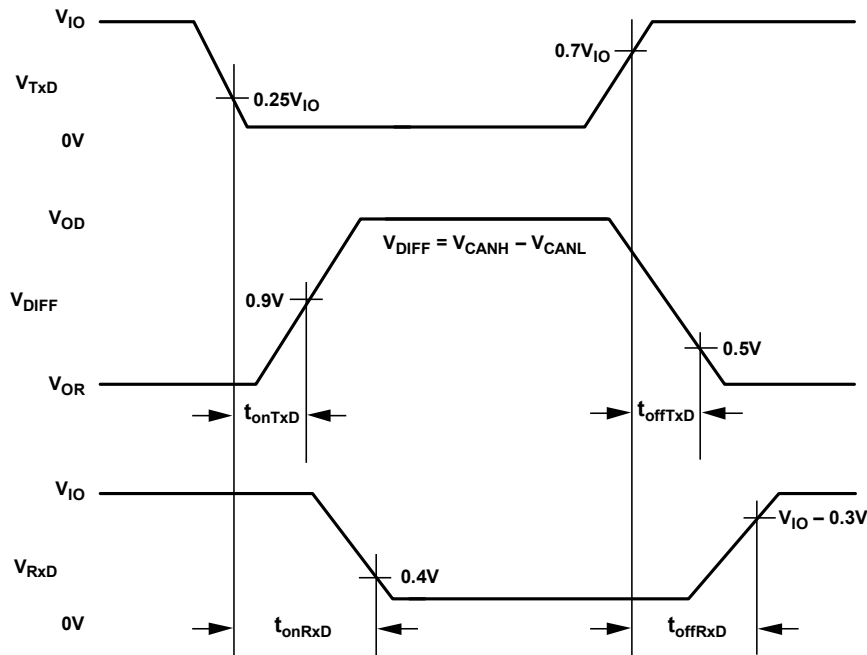 V_IO
0.7V_IO
V_TxD
0.25V_IO
0V
V_OD
V_DIFF = V_CANH – V_CANL
V_DIFF
0.9V
0.5V
V_OR
t_onTxD
t_offTxD
V_IO
V_IO – 0.3V
V_RxD
0.4V
0V
t_onRxD
t_offRxD